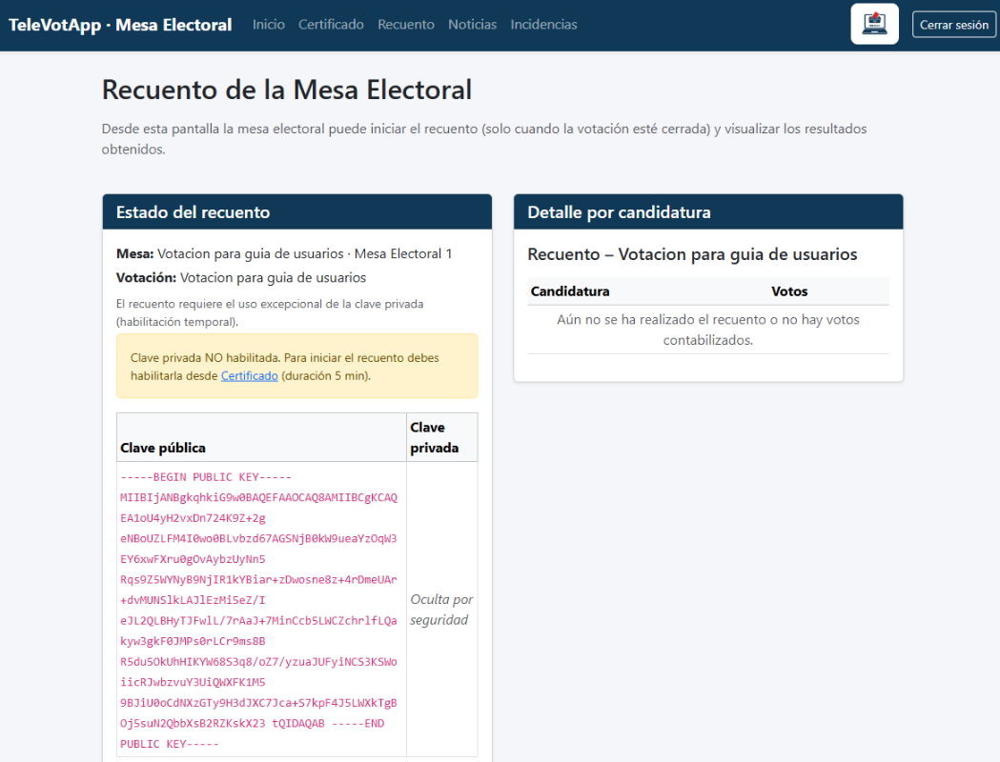 TeleVotApp · Mesa Electoral
Inicio
Certificado
Recuento
Noticias
Incidencias
Cerrar sesión
Recuento de la Mesa Electoral
Desde esta pantalla la mesa electoral puede iniciar el recuento (solo cuando la votación esté cerrada) y visualizar los resultados
obtenidos.
Estado del recuento
Mesa: Votacion para guia de usuarios · Mesa Electoral 1
Votación: Votacion para guia de usuarios
El recuento requiere el uso excepcional de la clave privada
(habilitación temporal).
Clave privada NO habilitada. Para iniciar el recuento debes
habilitarla desde Certificado (duración 5 min).
Clave pública
Clave
privada
-----BEGIN PUBLIC KEY-----
MIIBIjANBgkqhkiG9w0BAQEFAAOCAQ8AMIIBCgKCAQ
EA1oU4yH2vxDn724K9Z+2g
eNBoUZLFM4I0wo0BLvbzd67AGSNjB0kW9ueaYzOqW3
EY6xwFXru0gOvAybzUyNn5
Rqs9Z5WYNyB9NjIR1kYBiar+zDwosne8z+4rDmeUAr
+dvMUNSlkLAJlEzMi5eZ/I
eJL2QLBHyTJFwlL/7rAaJ+7MinCcb5LWCZchrlfLQa
kyw3gkF0JMPs0rLCr9ms8B
R5du5OkUhHIKYW68S3q8/oZ7/yzuaJUFyiNCS3KSWo
iicRJwbzvuY3UiQWXFK1M5
9BJiU0oCdNXzGTy9H3dJXC7Jca+S7kpF4J5LWXkTgB
Oj5suN2QbbXsB2RZKskX23 tQIDAQAB -----END
PUBLIC KEY-----
Oculta por
seguridad
Detalle por candidatura
Recuento – Votacion para guia de usuarios
Candidatura
Votos
Aún no se ha realizado el recuento o no hay votos
contabilizados.